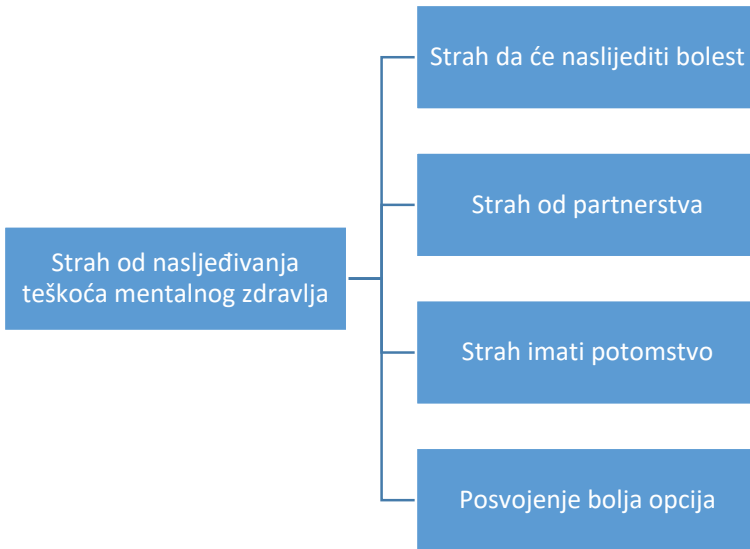 Strah od nasljeđivanja
teškoća mentalnog zdravlja
Strah da će naslijediti bolest
Strah od partnerstva
Strah imati potomstvo
Posvojenje bolja opcija